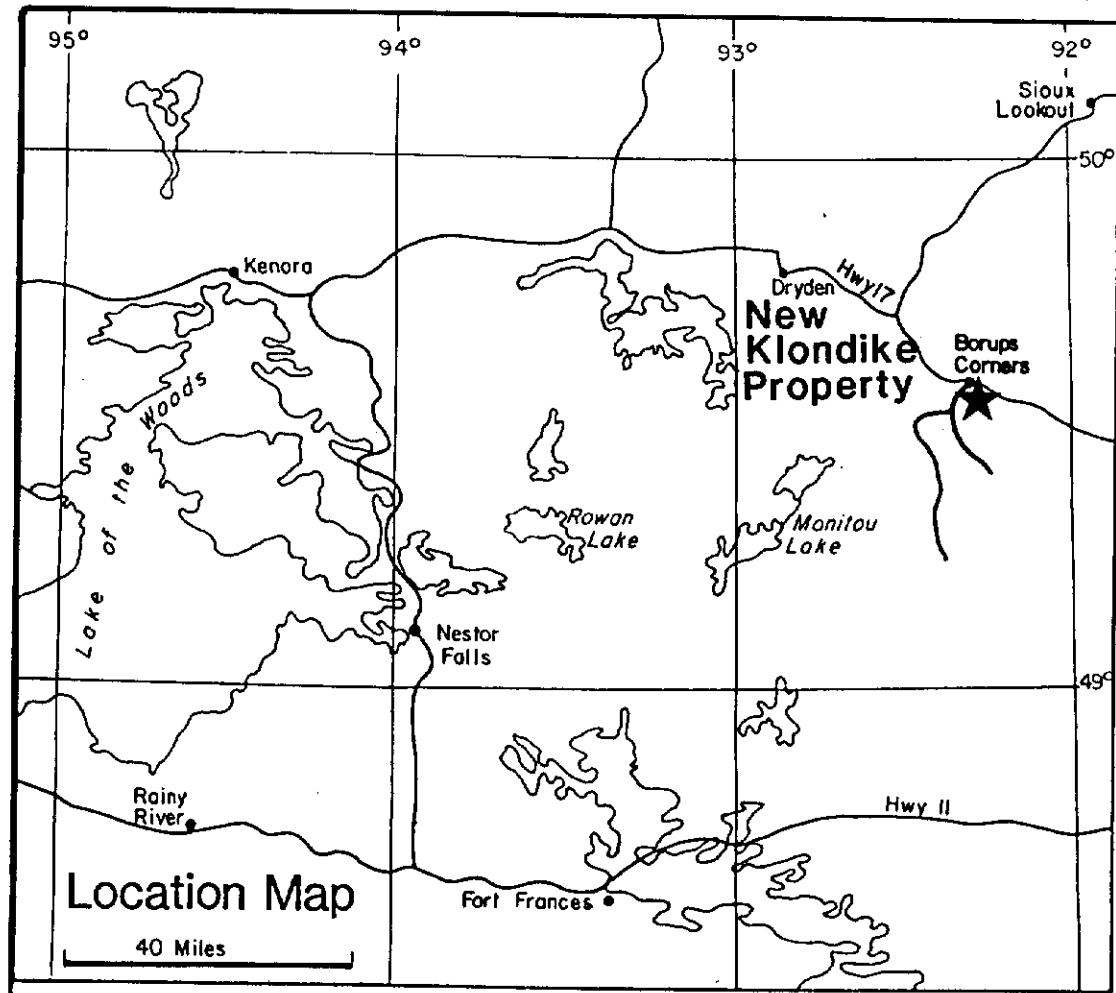 95°
94°
93°
92°
Sioux
Lookout
50°
Kenora
Dryden
Hwy17
New
Klondike
Property
Borups
Corners
Lake of the Woods
Rowan
Lake
Manitou
Lake
Nestor
Falls
49°
Rainy
River
Hwy 11
Fort Frances
Location Map
40 Miles